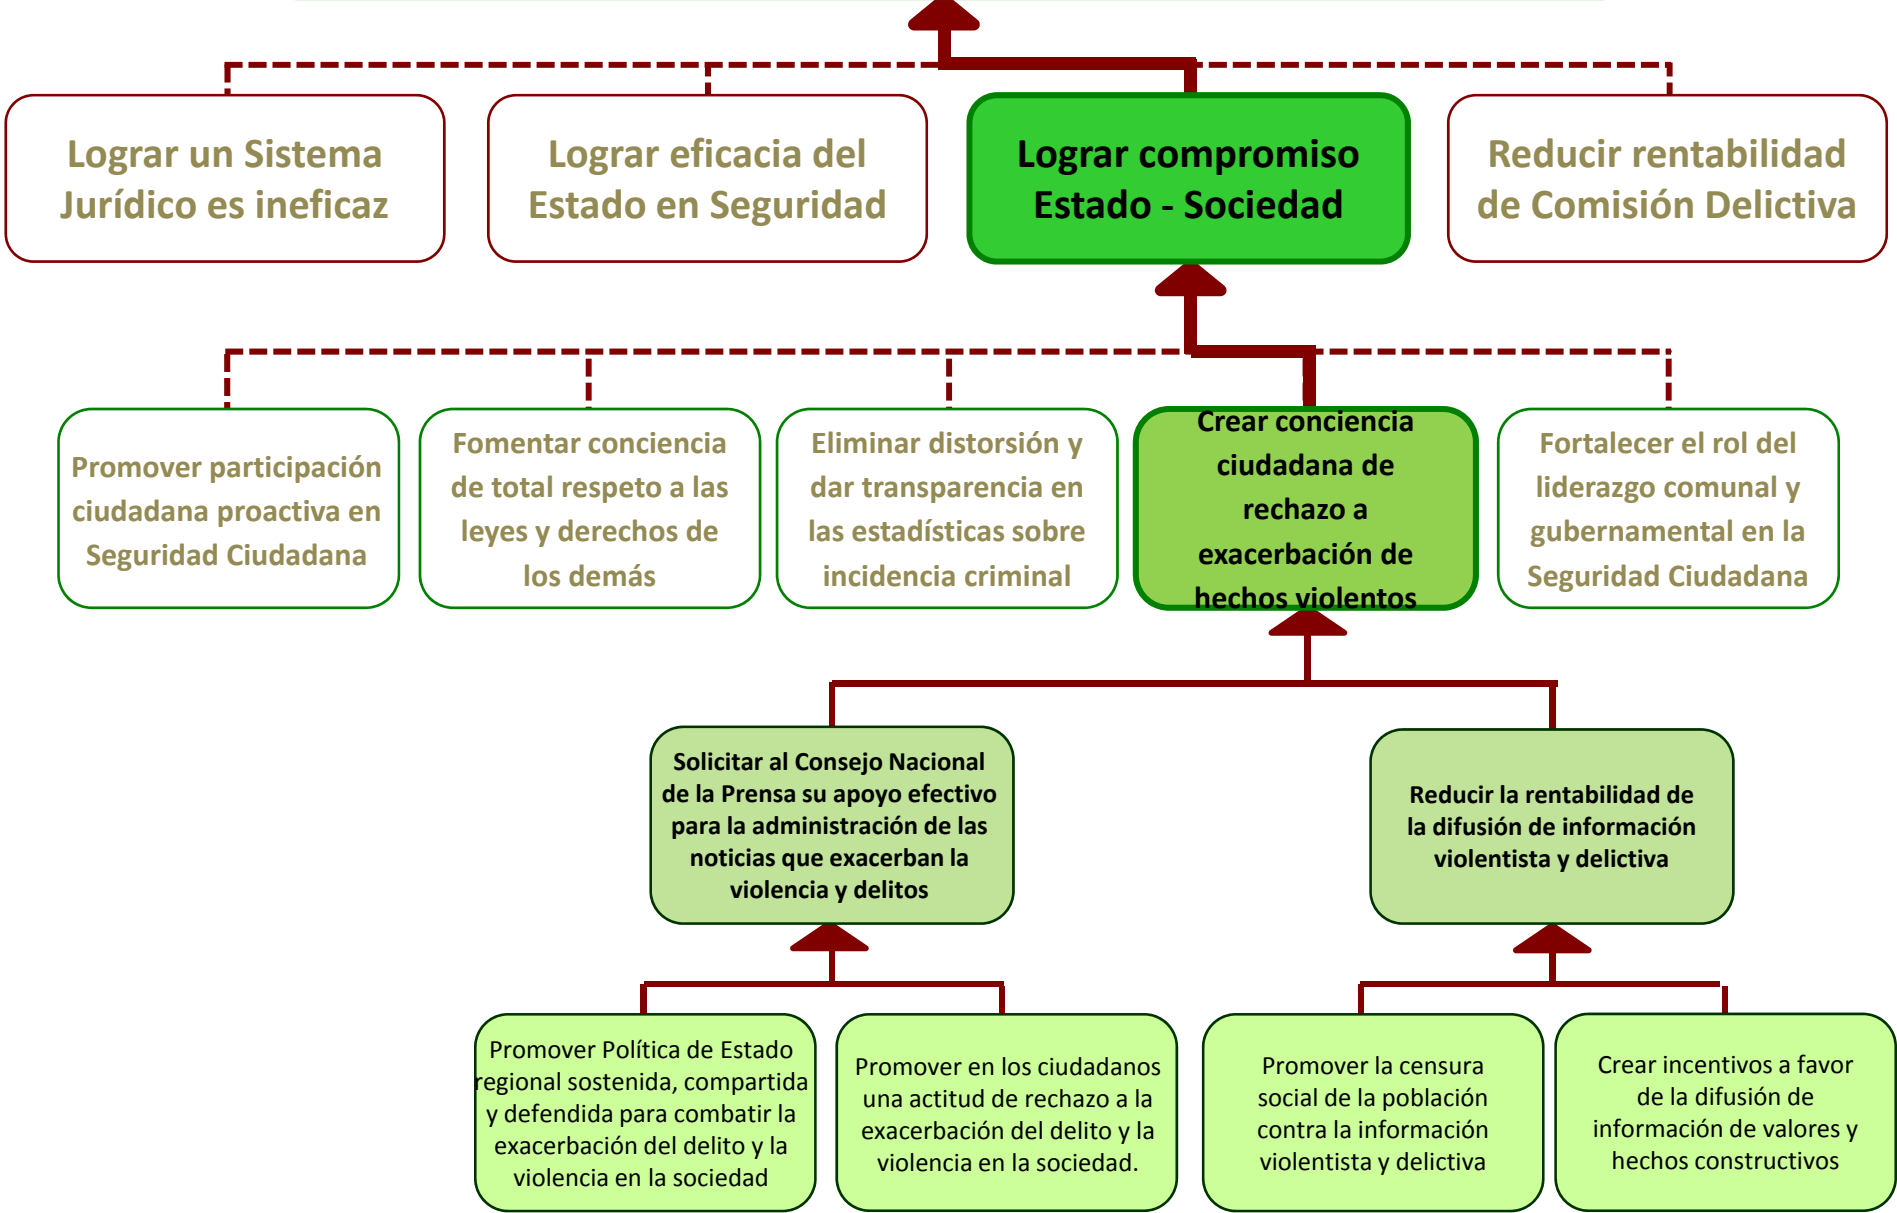 Lograr un Sistema
Jurídico es ineficaz
Lograr eficacia del
Estado en Seguridad
Lograr compromiso
Estado - Sociedad
Reducir rentabilidad
de Comisión Delictiva
Promover participación
ciudadana proactiva en
Seguridad Ciudadana
Fomentar conciencia
de total respeto a las
leyes y derechos de
los demás
Eliminar distorsión y
dar transparencia en
las estadísticas sobre
incidencia criminal
Crear conciencia
ciudadana de
rechazo a
exacerbación de
hechos violentos
Fortalecer el rol del
liderazgo comunal y
gubernamental en la
Seguridad Ciudadana
Solicitar al Consejo Nacional
de la Prensa su apoyo efectivo
para la administración de las
noticias que exacerban la
violencia y delitos
Reducir la rentabilidad de
la difusión de información
violentista y delictiva
Promover Política de Estado
regional sostenida, compartida
y defendida para combatir la
exacerbación del delito y la
violencia en la sociedad
Promover en los ciudadanos
una actitud de rechazo a la
exacerbación del delito y la
violencia en la sociedad.
Promover la censura
social de la población
contra la información
violentista y delictiva
Crear incentivos a favor
de la difusión de
información de valores y
hechos constructivos